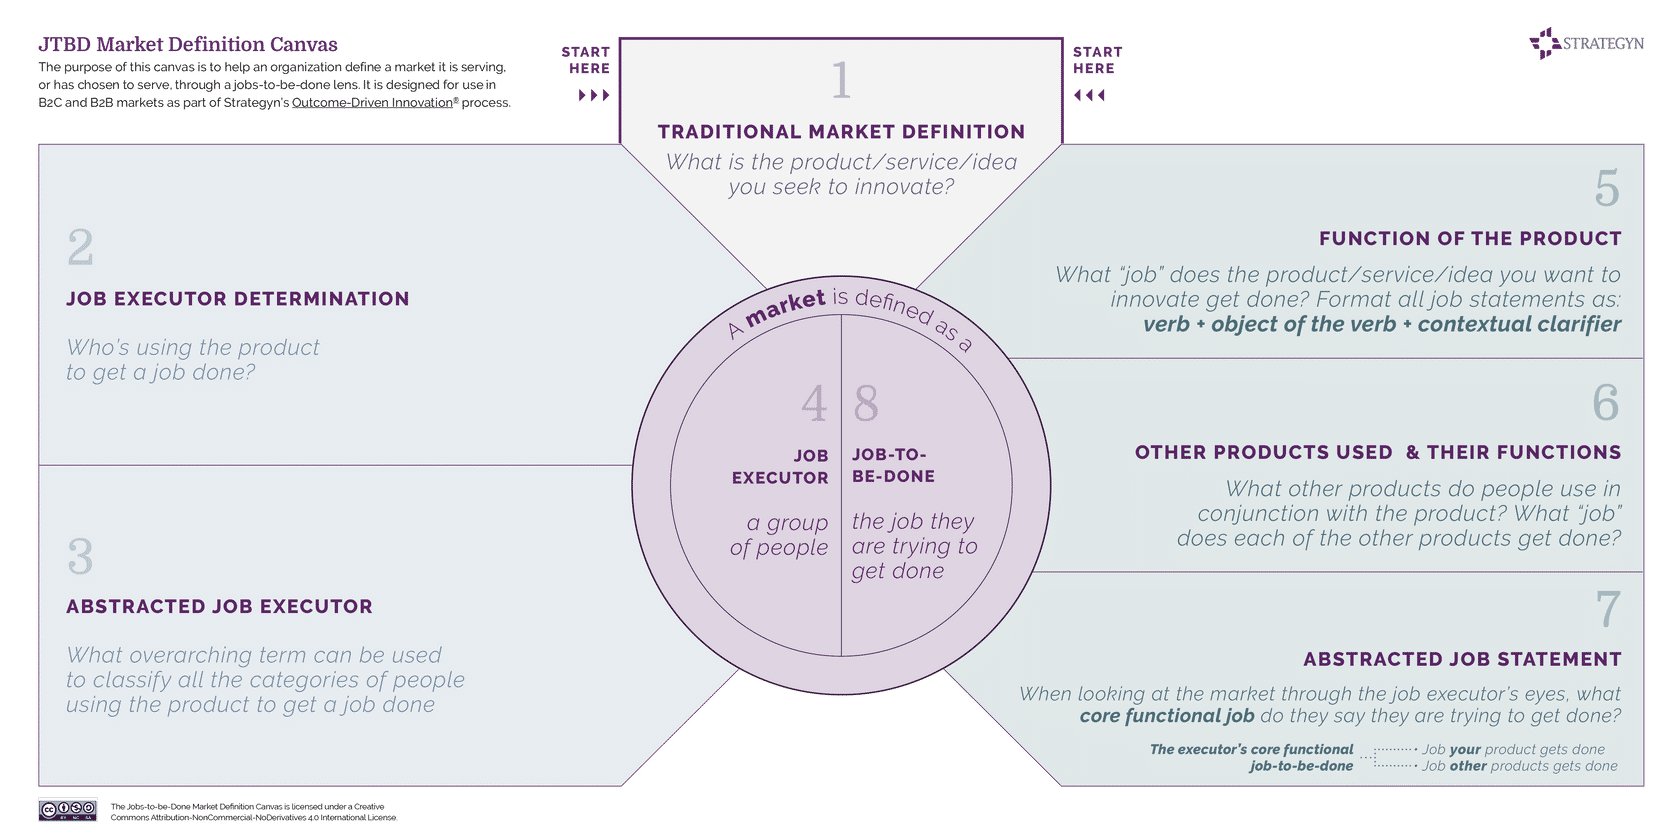 JTBD Market Definition Canvas
The purpose of this canvas is to help an organization define a market it is serving,
or has chosen to serve, through a jobs-to-be-done lens. It is designed for use in
B2C and B2B markets as part of Strategyn's Outcome-Driven Innovation® process.
START
HERE
START
HERE
STRATEGYN
1
TRADITIONAL MARKET DEFINITION
What is the product/service/idea
you seek to innovate?
2
JOB EXECUTOR DETERMINATION
Who's using the product
to get a job done?
3
ABSTRACTED JOB EXECUTOR
What overarching term can be used
to classify all the categories of people
using the product to get a job done
A market is defined as a
4
JOB
EXECUTOR
a group
of people
8
JOB-TO-
BE-DONE
the job they
are trying to
get done
5
FUNCTION OF THE PRODUCT
What “job” does the product/service/idea you want to
innovate get done? Format all job statements as:
verb + object of the verb + contextual clarifier
6
OTHER PRODUCTS USED & THEIR FUNCTIONS
What other products do people use in
conjunction with the product? What “job”
does each of the other products get done?
7
ABSTRACTED JOB STATEMENT
When looking at the market through the job executor's eyes, what
core functional job do they say they are trying to get done?
The executor's core functional
job-to-be-done
Job your product gets done
Job other products gets done
CC
BY NC SA
The Jobs-to-be-Done Market Definition Canvas is licensed under a Creative
Commons Attribution-NonCommercial-NoDerivatives 4.0 International License.